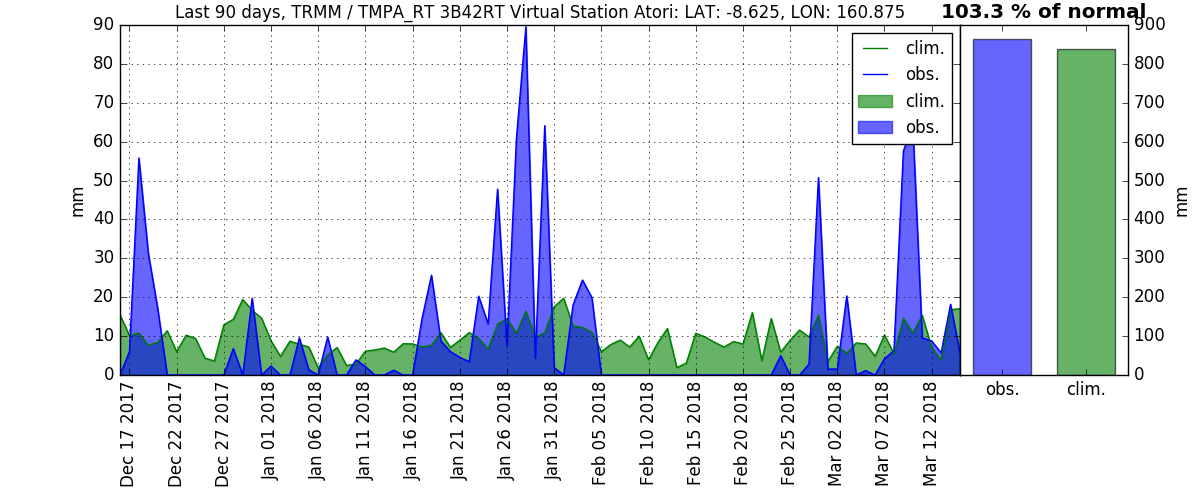 Last 90 days, TRMM / TMPA_RT 3B42RT Virtual Station Atori: LAT: -8.625, LON: 160.875
103.3 % of normal
90
80
70
60
50
40
30
20
10
0
mm
clim.
obs.
clim.
obs.
900
800
700
600
500
400
300
200
100
0
mm
Dec 17 2017
Dec 22 2017
Dec 27 2017
Jan 01 2018
Jan 06 2018
Jan 11 2018
Jan 16 2018
Jan 21 2018
Jan 26 2018
Jan 31 2018
Feb 05 2018
Feb 10 2018
Feb 15 2018
Feb 20 2018
Feb 25 2018
Mar 02 2018
Mar 07 2018
Mar 12 2018
obs.
clim.